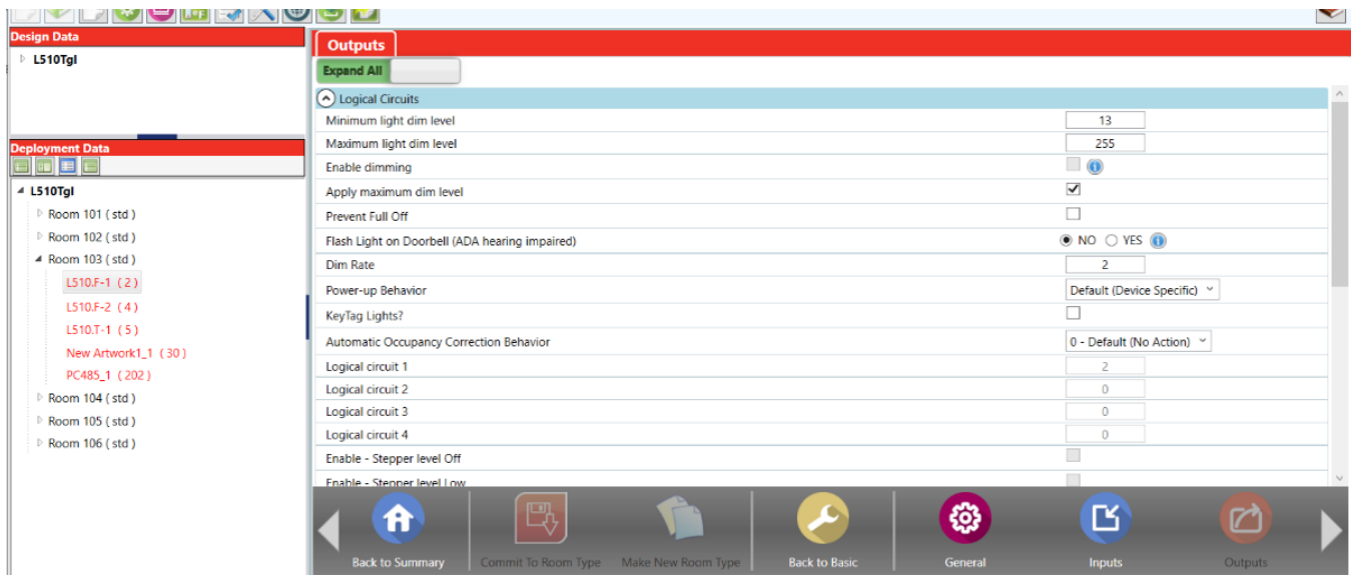 Design Data
L510TgI
Deployment Data
L510TgI
Room 101 ( std )
Room 102 ( std )
Room 103 ( std )
L510.F-1 ( 2 )
L510.F-2 ( 4 )
L510.T-1 ( 5 )
New Artwork1_1 ( 30 )
PC485_1 ( 202 )
Room 104 ( std )
Room 105 ( std )
Room 106 ( std )
Outputs
Expand All
Logical Circuits
Minimum light dim level 13
Maximum light dim level 255
Enable dimming
Apply maximum dim level
Prevent Full Off
Flash Light on Doorbell (ADA hearing impaired) NO YES
Dim Rate 2
Power-up Behavior Default (Device Specific)
KeyTag Lights?
Automatic Occupancy Correction Behavior 0 - Default (No Action)
Logical circuit 1 2
Logical circuit 2 0
Logical circuit 3 0
Logical circuit 4 0
Enable - Stepper level Off
Enable - Stepper level Low
Back to Summary Commit To Room Type Make New Room Type Back to Basic General Inputs Outputs